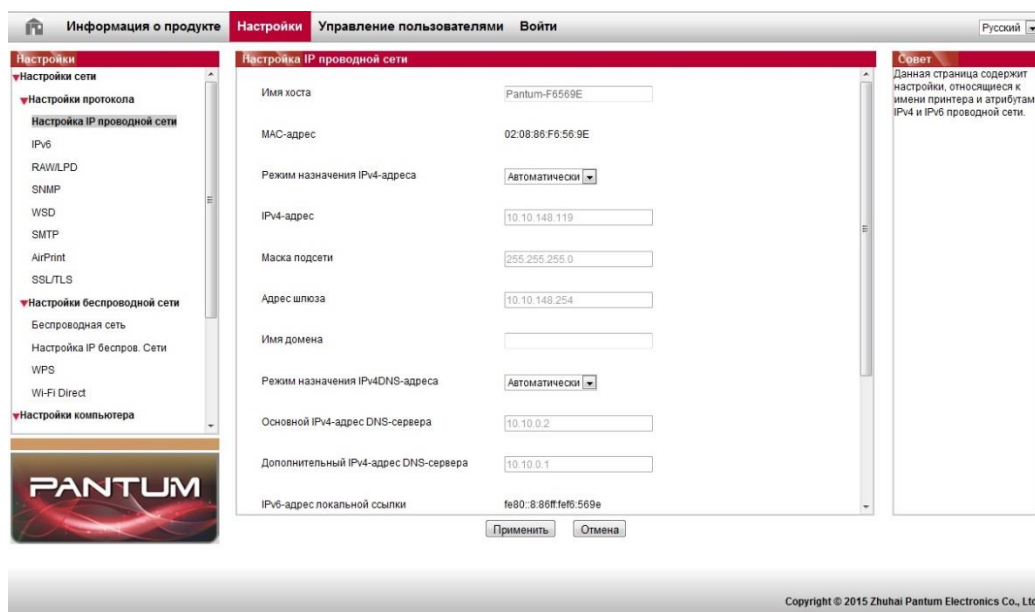 Информация о продукте Настройки Управление пользователями Войти Русский
Настройки
Настройки сети
Настройки протокола
Настройка IP проводной сети
IPv6
RAW/LPD
SNMP
WSD
SMTP
AirPrint
SSL/TLS
Настройки беспроводной сети
Беспроводная сеть
Настройка IP беспров. Сети
WPS
Wi-Fi Direct
Настройки компьютера
PANTUM
Настройка IP проводной сети
Имя хоста Pantum-F6569E
MAC-адрес 02:08:86:F6:56:9E
Режим назначения IPv4-адреса Автоматически
IPv4-адрес 10.10.148.119
Маска подсети 255.255.255.0
Адрес шлюза 10.10.148.254
Имя домена
Режим назначения IPv4DNS-адреса Автоматически
Основной IPv4-адрес DNS-сервера 10.10.0.2
Дополнительный IPv4-адрес DNS-сервера 10.10.0.1
IPv6-адрес локальной ссылки fe80::8:86ff:fef6:569e
Применить Отмена
Совет
Данная страница содержит
настройки, относящиеся к
имени принтера и атрибутам
IPv4 и IPv6 проводной сети.
Copyright © 2015 Zhuhai Pantum Electronics Co., Ltd